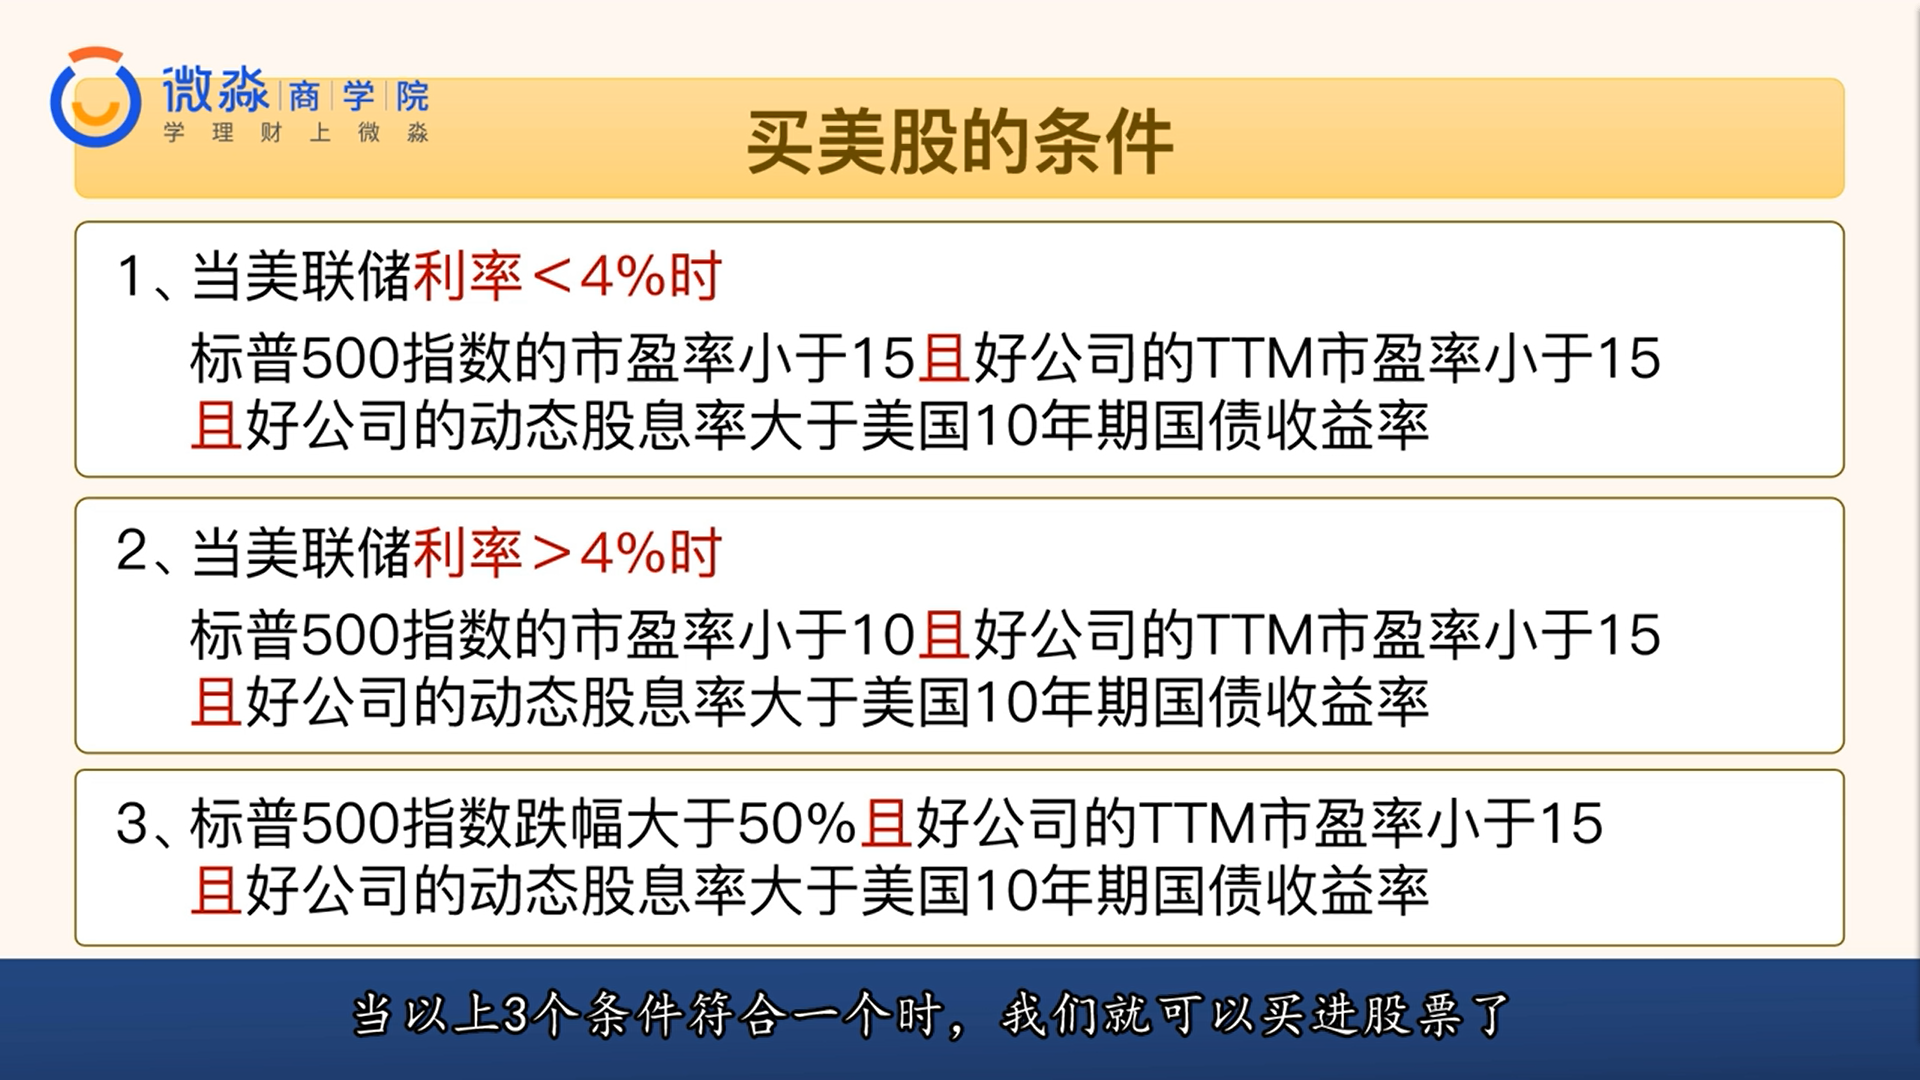 微淼商学院
学理财上微淼
买美股的条件
1、当美联储利率＜4%时
标普500指数的市盈率小于15且好公司的TTM市盈率小于15
且好公司的动态股息率大于美国10年期国债收益率
2、当美联储利率＞4%时
标普500指数的市盈率小于10且好公司的TTM市盈率小于15
且好公司的动态股息率大于美国10年期国债收益率
3、标普500指数跌幅大于50%且好公司的TTM市盈率小于15
且好公司的动态股息率大于美国10年期国债收益率
当以上3个条件符合一个时，我们就可以买进股票了